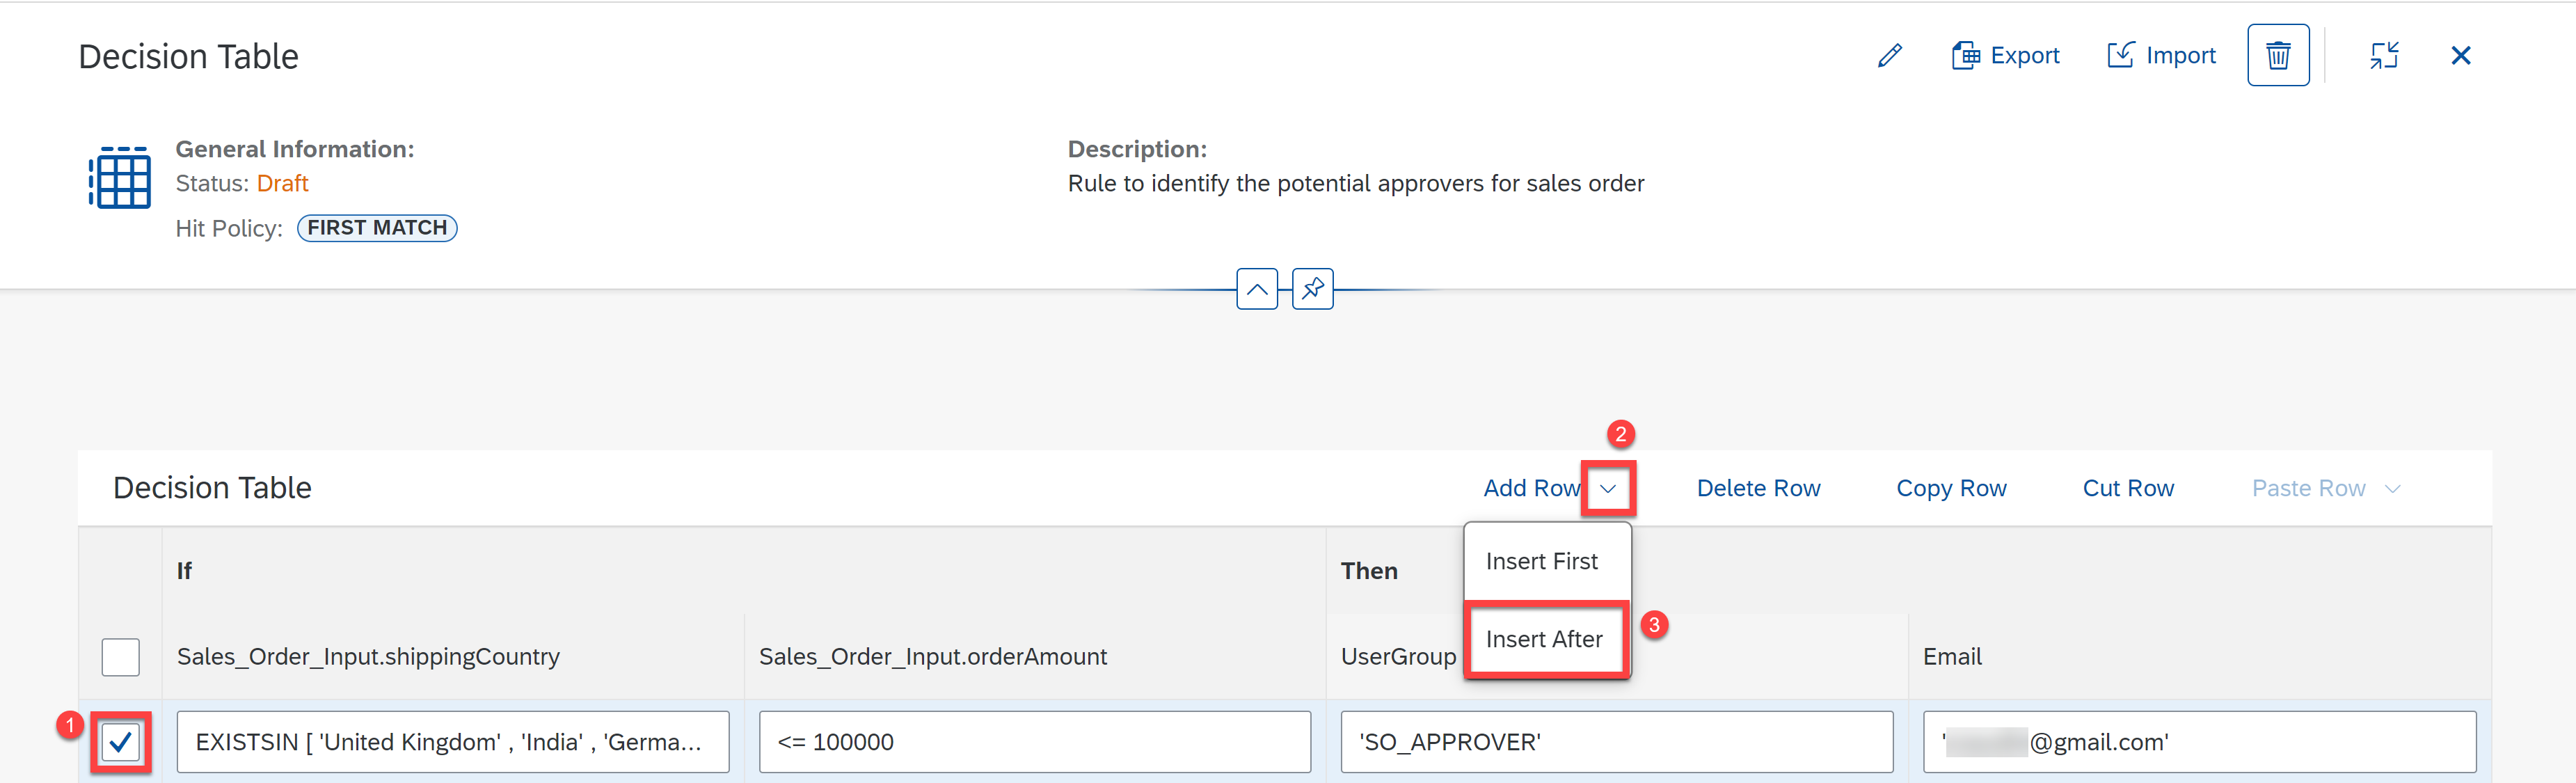 Decision Table
Export
Import
General Information:
Status: Draft
Hit Policy: FIRST MATCH
Description:
Rule to identify the potential approvers for sales order
2
Decision Table
Add Row
Delete Row
Copy Row
Cut Row
Paste Row
Insert First
Insert After
3
If
Then
Sales_Order_Input.shippingCountry
Sales_Order_Input.orderAmount
UserGroup
Email
1
EXISTSIN [ 'United Kingdom' , 'India' , 'Germa...
<= 100000
'SO_APPROVER'
' @gmail.com'